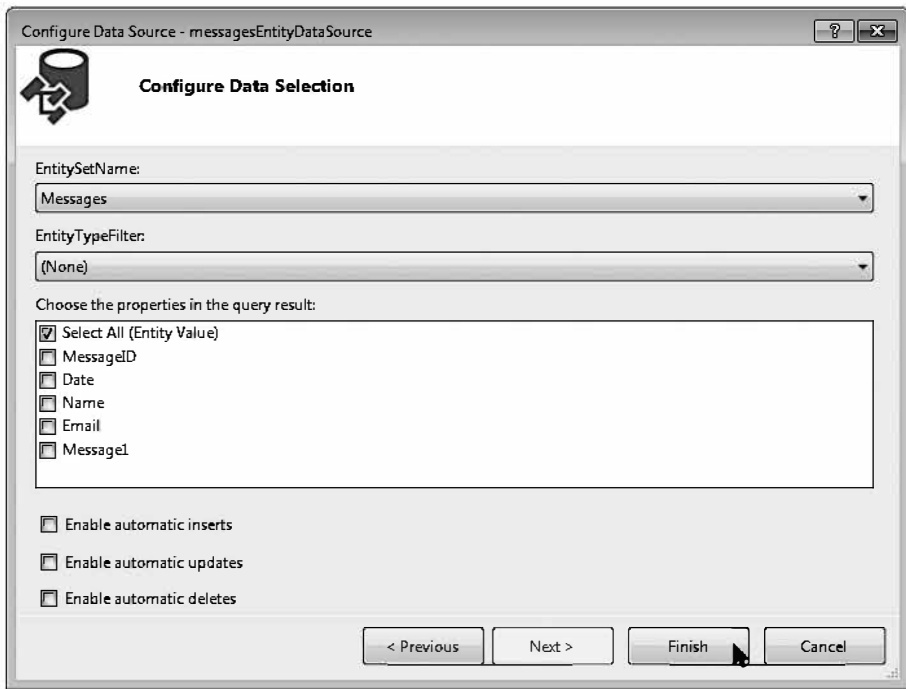 Configure Data Source - messagesEntityDataSource
?
Configure Data Selection
EntitySetName:
Messages
EntityTypeFilter:
(None)
Choose the properties in the query result:
Select All (Entity Value)
MessageID
Date
Name
Email
Message1
Enable automatic inserts
Enable automatic updates
Enable automatic deletes
< Previous Next > Finish Cancel